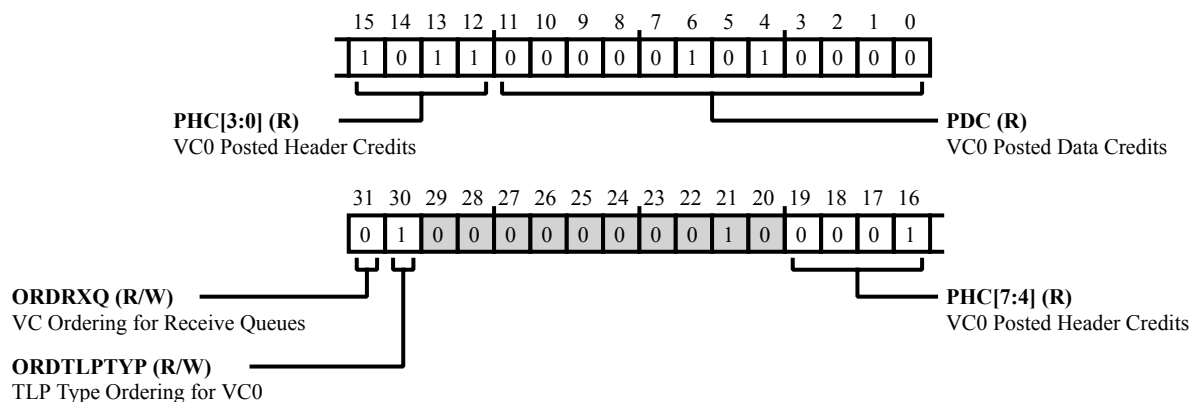 15 14 13 12 11 10 9 8 7 6 5 4 3 2 1 0
1 0 1 1 0 0 0 0 0 1 0 1 0 0 0 0
PHC[3:0] (R)
VC0 Posted Header Credits
PDC (R)
VC0 Posted Data Credits
31 30 29 28 27 26 25 24 23 22 21 20 19 18 17 16
0 1 0 0 0 0 0 0 0 0 1 0 0 0 0 1
ORDRXQ (R/W)
VC Ordering for Receive Queues
PHC[7:4] (R)
VC0 Posted Header Credits
ORDTLPTYP (R/W)
TLP Type Ordering for VC0